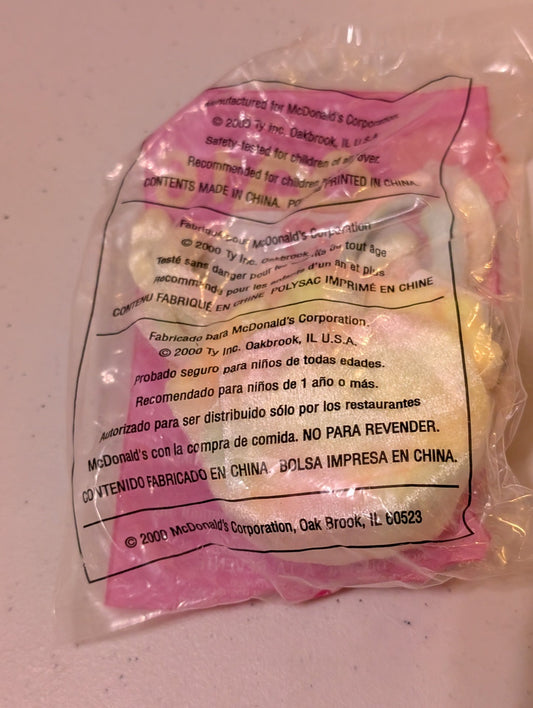 Manufactured for McDonald's Corporation.
© 2000 Ty Inc. Oakbrook, IL U.S.A.
Safety-tested for children of all
Recommended for children over.
CONTENTS MADE IN CHINA. PRINTED IN CHINA.
Fabriqué pour McDonald's Corporation
© 2000 Ty Inc. Oakbrook,
Testé sans danger pour les de tout âge
Recommandé pour les enfants d'un an et plus.
CONTENU FABRIQUÉ EN CHINE POLYSAC IMPRIMÉ EN CHINE
Fabricado para McDonald's Corporation.
© 2000 Ty Inc. Oakbrook, IL U.S.A.
Probado seguro para niños de todas edades.
Recomendado para niños de 1 año o más.
Autorizado para ser distribuido sólo por los restaurantes
McDonald's con la compra de comida. NO PARA REVENDER.
CONTENIDO FABRICADO EN CHINA. BOLSA IMPRESA EN CHINA.
© 2000 McDonald's Corporation, Oak Brook, IL 60523